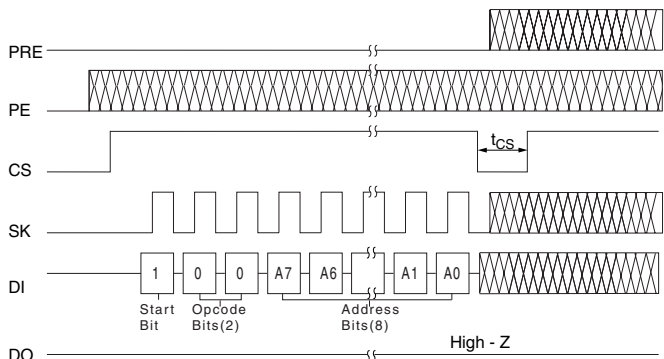 PRE
PE
CS
tCS
SK
DI
1 0 0 A7 A6 A1 A0
Start Bit
Opcode Bits(2)
Address Bits(8)
DO
High - Z